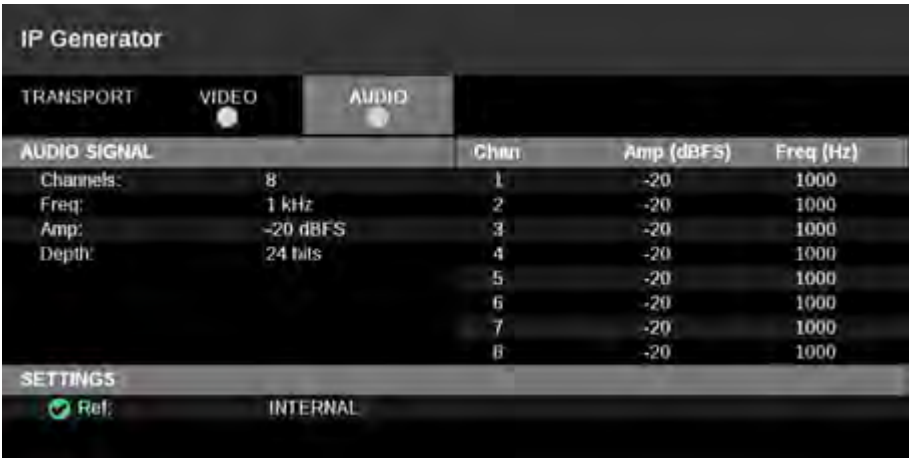 IP Generator
TRANSPORT VIDEO AUDIO
AUDIO SIGNAL Chan Amp (dBFS) Freq (Hz)
Channels: 8 1 -20 1000
Freq: 1 kHz 2 -20 1000
Amp: -20 dBFS 3 -20 1000
Depth: 24 bits 4 -20 1000
5 -20 1000
6 -20 1000
7 -20 1000
8 -20 1000
SETTINGS
Ref: INTERNAL